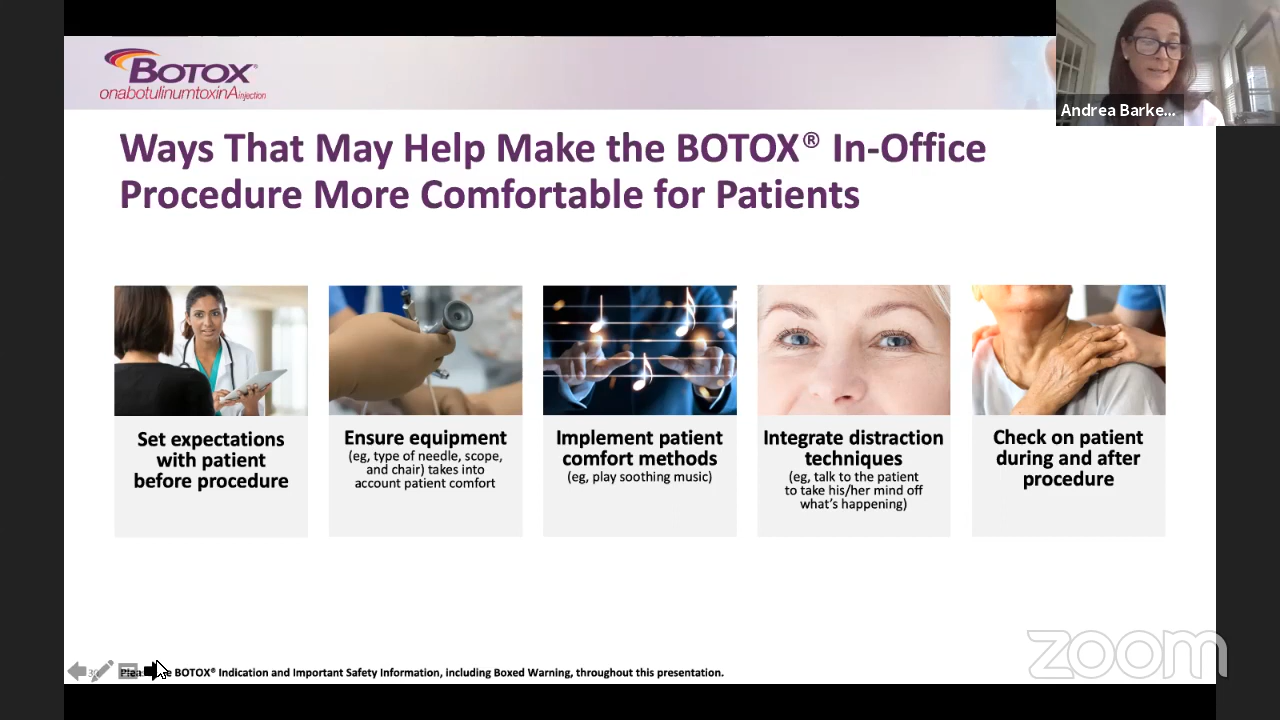 BOTOX®
onabotulinumtoxinA injection
Andrea Barke...
Ways That May Help Make the BOTOX® In-Office
Procedure More Comfortable for Patients
Set expectations
with patient
before procedure
Ensure equipment
(eg, type of needle, scope,
and chair) takes into
account patient comfort
Implement patient
comfort methods
(eg, play soothing music)
Integrate distraction
techniques
(eg, talk to the patient
to take his/her mind off
what's happening)
Check on patient
during and after
procedure
BOTOX® Indication and Important Safety Information, including Boxed Warning, throughout this presentation.
zoom